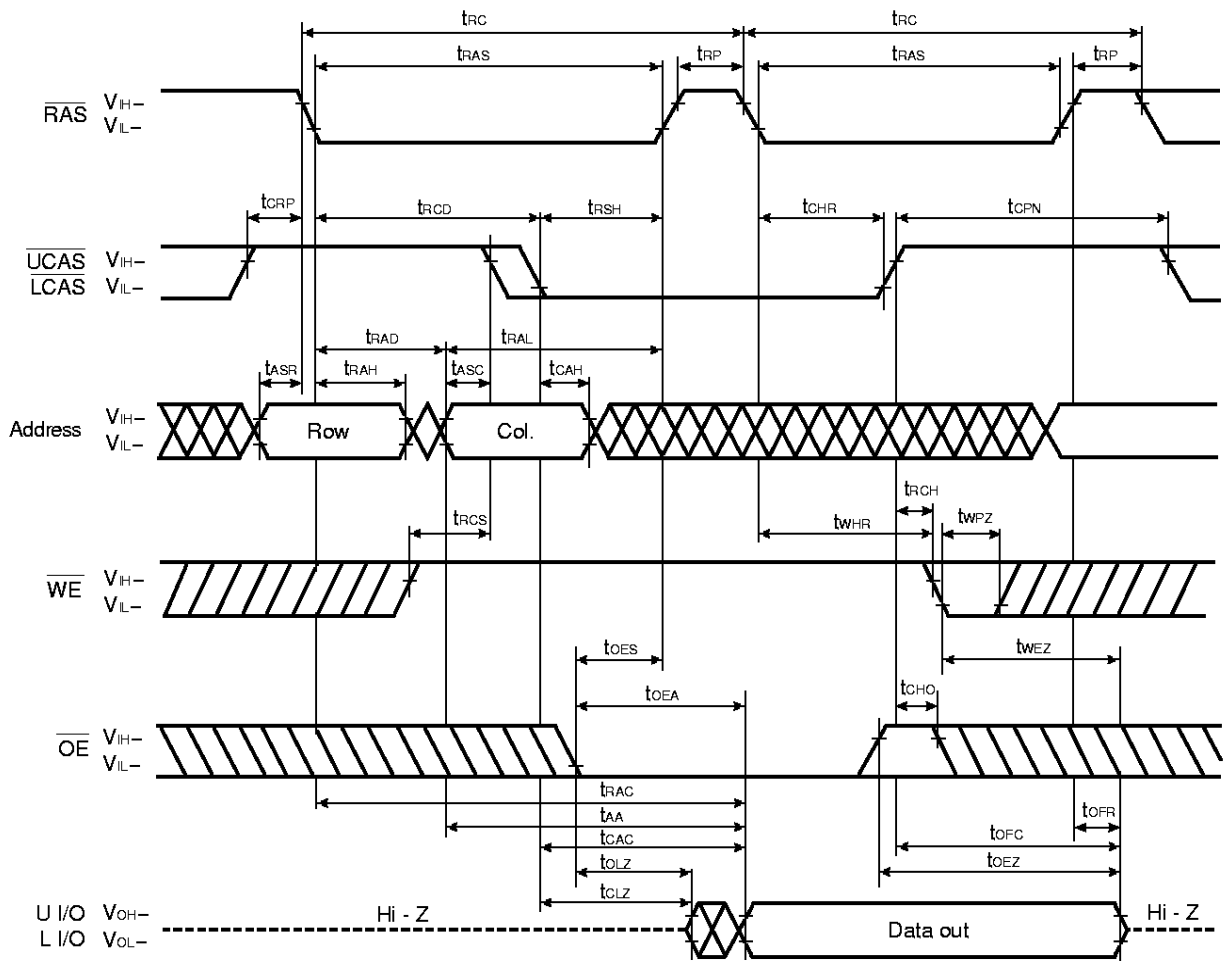 tRC tRC
tRAS tRP tRAS tRP
RAS VIH–
VIL–
tCRP tRCD tRSH tCHR tCPN
UCAS VIH–
LCAS VIL–
tRAD tRAL
tASR tRAH tASC tCAH
Address VIH–
VIL–
Row Col.
tRCH
tRCS tWHR tWPZ
WE VIH–
VIL–
tOES tWEZ
tOEA tCHO
OE VIH–
VIL–
tRAC
tAA tOFR
tCAC tOFC
tOLZ tOEZ
tCLZ
U I/O VOH–
L I/O VOL–
Hi - Z Data out Hi - Z